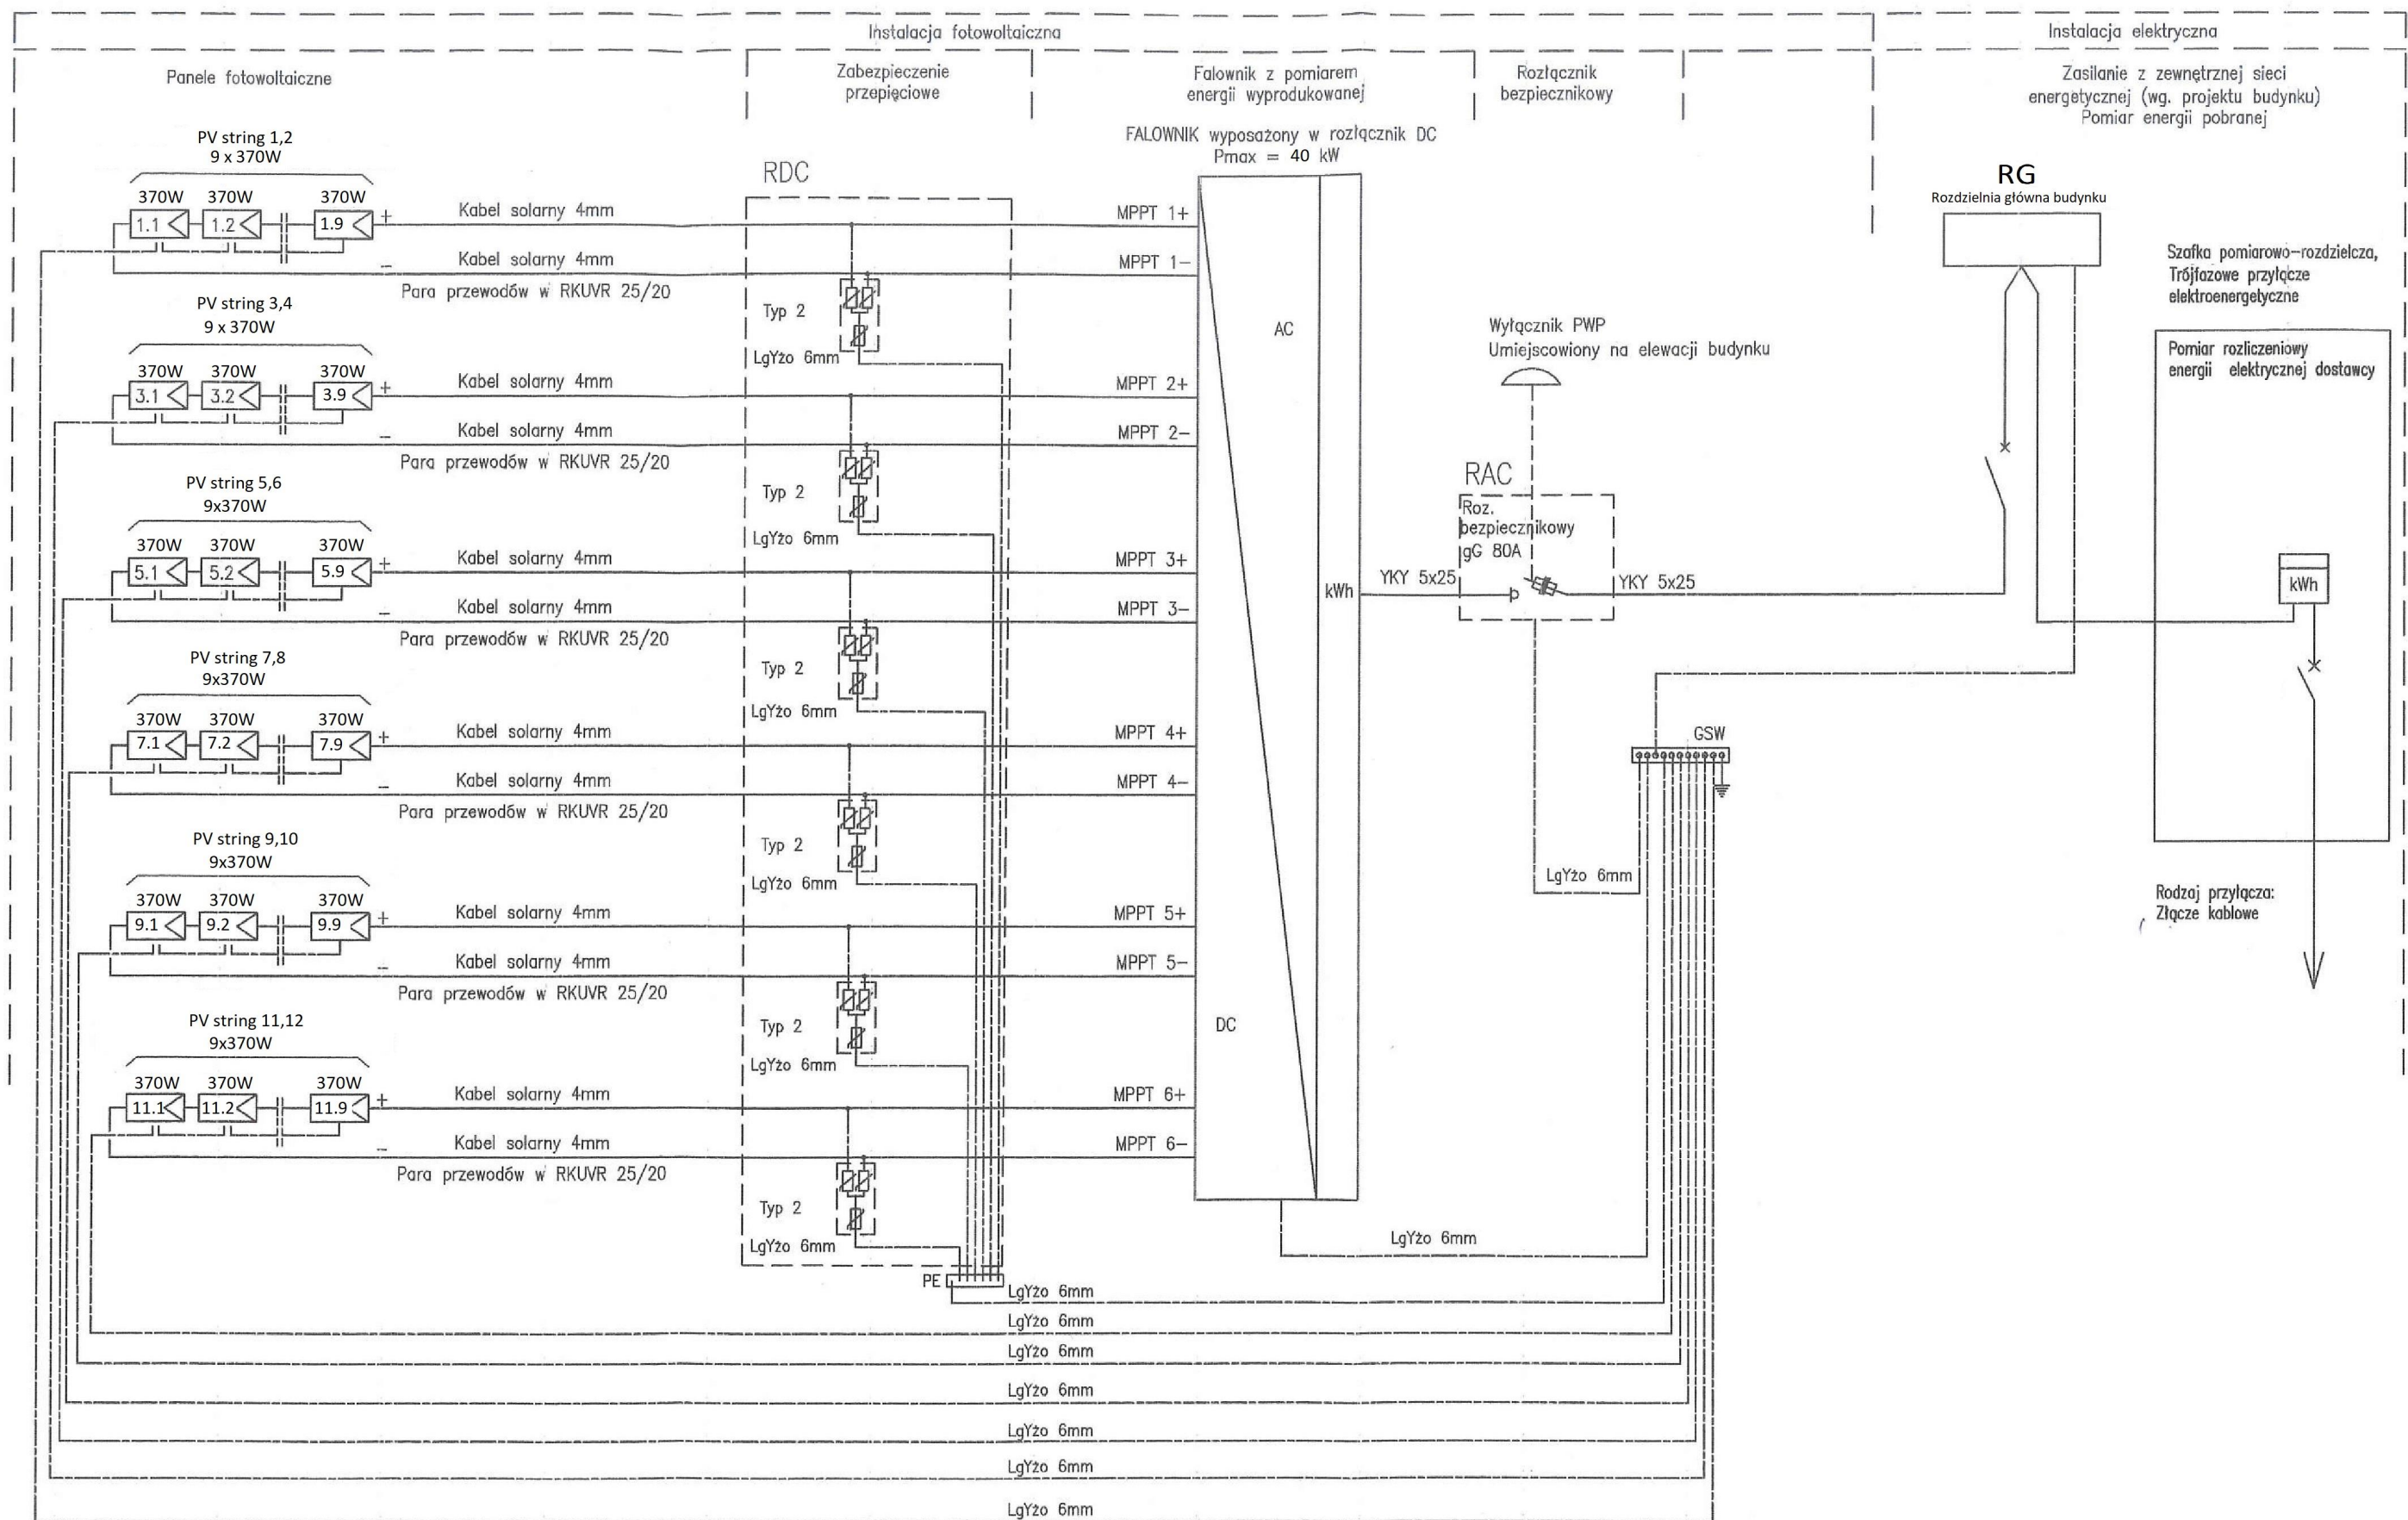 Instalacja fotowoltaiczna
Instalacja elektryczna
Panele fotowoltaiczne
Zabezpieczenie
przepięciowe
Falownik z pomiarem
energii wyprodukowanej
Rozłącznik
bezpiecznikowy
Zasilanie z zewnętrznej sieci
energetycznej (wg. projektu budynku)
Pomiar energii pobranej
FALOWNIK wyposażony w rozłącznik DC
Pmax = 40 kW
RDC
PV string 1,2
9 x 370W
370W 370W 370W
1.1 1.2 1.9
+
Kabel solarny 4mm
MPPT 1+
–
Kabel solarny 4mm
MPPT 1–
Para przewodów w RKUVR 25/20
Typ 2
LgYżo 6mm
PV string 3,4
9 x 370W
370W 370W 370W
3.1 3.2 3.9
+
Kabel solarny 4mm
MPPT 2+
–
Kabel solarny 4mm
MPPT 2–
Para przewodów w RKUVR 25/20
Typ 2
LgYżo 6mm
PV string 5,6
9x370W
370W 370W 370W
5.1 5.2 5.9
+
Kabel solarny 4mm
MPPT 3+
–
Kabel solarny 4mm
MPPT 3–
Para przewodów w RKUVR 25/20
Typ 2
LgYżo 6mm
PV string 7,8
9x370W
370W 370W 370W
7.1 7.2 7.9
+
Kabel solarny 4mm
MPPT 4+
–
Kabel solarny 4mm
MPPT 4–
Para przewodów w RKUVR 25/20
Typ 2
LgYżo 6mm
PV string 9,10
9x370W
370W 370W 370W
9.1 9.2 9.9
+
Kabel solarny 4mm
MPPT 5+
–
Kabel solarny 4mm
MPPT 5–
Para przewodów w RKUVR 25/20
Typ 2
LgYżo 6mm
PV string 11,12
9x370W
370W 370W 370W
11.1 11.2 11.9
+
Kabel solarny 4mm
MPPT 6+
–
Kabel solarny 4mm
MPPT 6–
Para przewodów w RKUVR 25/20
Typ 2
LgYżo 6mm
PE
AC
DC
kWh
YKY 5x25
Wyłącznik PWP
Umiejscowiony na elewacji budynku
RAC
Roz.
bezpiecznikowy
gG 80A
YKY 5x25
RG
Rozdzielnia główna budynku
Szafka pomiarowo-rozdzielcza,
Trójfazowe przyłącze
elektroenergetyczne
Pomiar rozliczeniowy
energii elektrycznej dostawcy
kWh
GSW
LgYżo 6mm
Rodzaj przyłącza:
Złącze kablowe
LgYżo 6mm
LgYżo 6mm
LgYżo 6mm
LgYżo 6mm
LgYżo 6mm
LgYżo 6mm
LgYżo 6mm
LgYżo 6mm